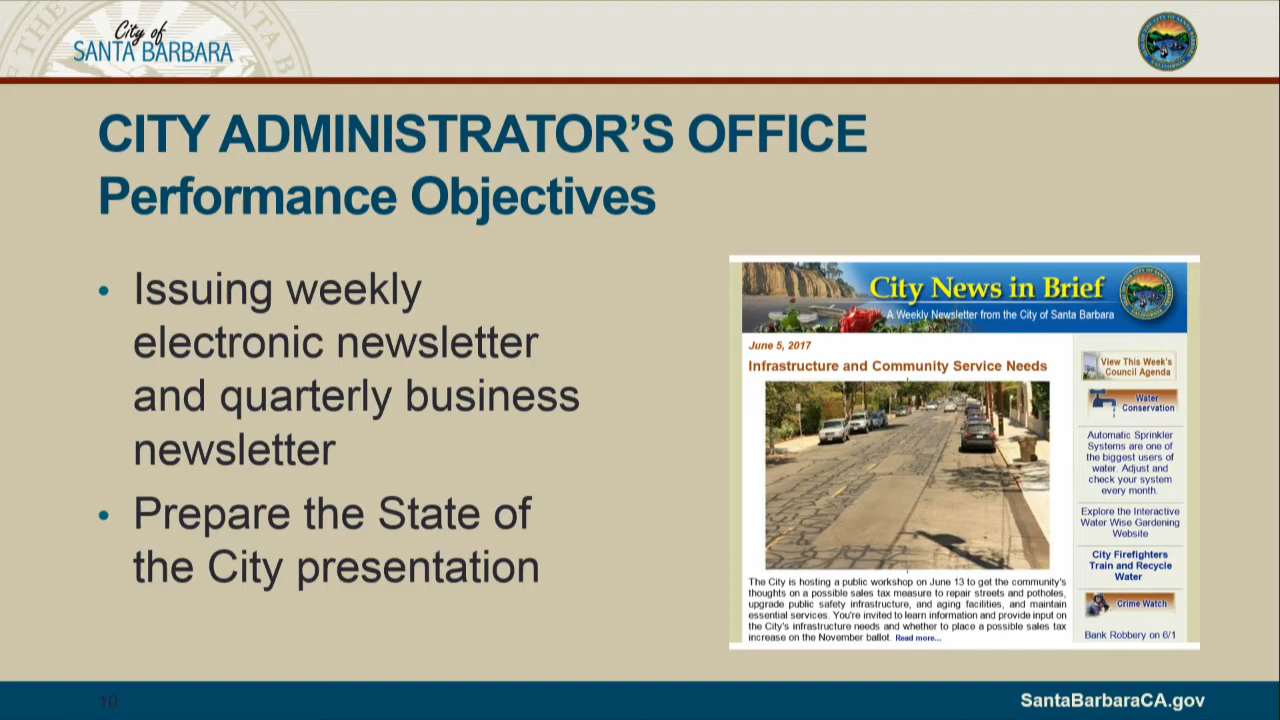 City of
SANTA BARBARA
CITY ADMINISTRATOR'S OFFICE
Performance Objectives
• Issuing weekly
electronic newsletter
and quarterly business
newsletter
• Prepare the State of
the City presentation
City News in Brief
A Weekly Newsletter from the City of Santa Barbara
June 5, 2017
Infrastructure and Community Service Needs
The City is hosting a public workshop on June 13 to get the community's
thoughts on a possible sales tax measure to repair streets and potholes,
upgrade public safety infrastructure, and aging facilities, and maintain
essential services. You're invited to learn information and provide input on
the City's infrastructure needs and whether to place a possible sales tax
increase on the November ballot. Read more...
View This Week's
Council Agenda
Water
Conservation
Automatic Sprinkler
Systems are one of
the biggest users of
water. Adjust and
check your system
every month.
Explore the Interactive
Water Wise Gardening
Website
City Firefighters
Train and Recycle
Water
Crime Watch
Bank Robbery on 6/1
10
SantaBarbaraCA.gov